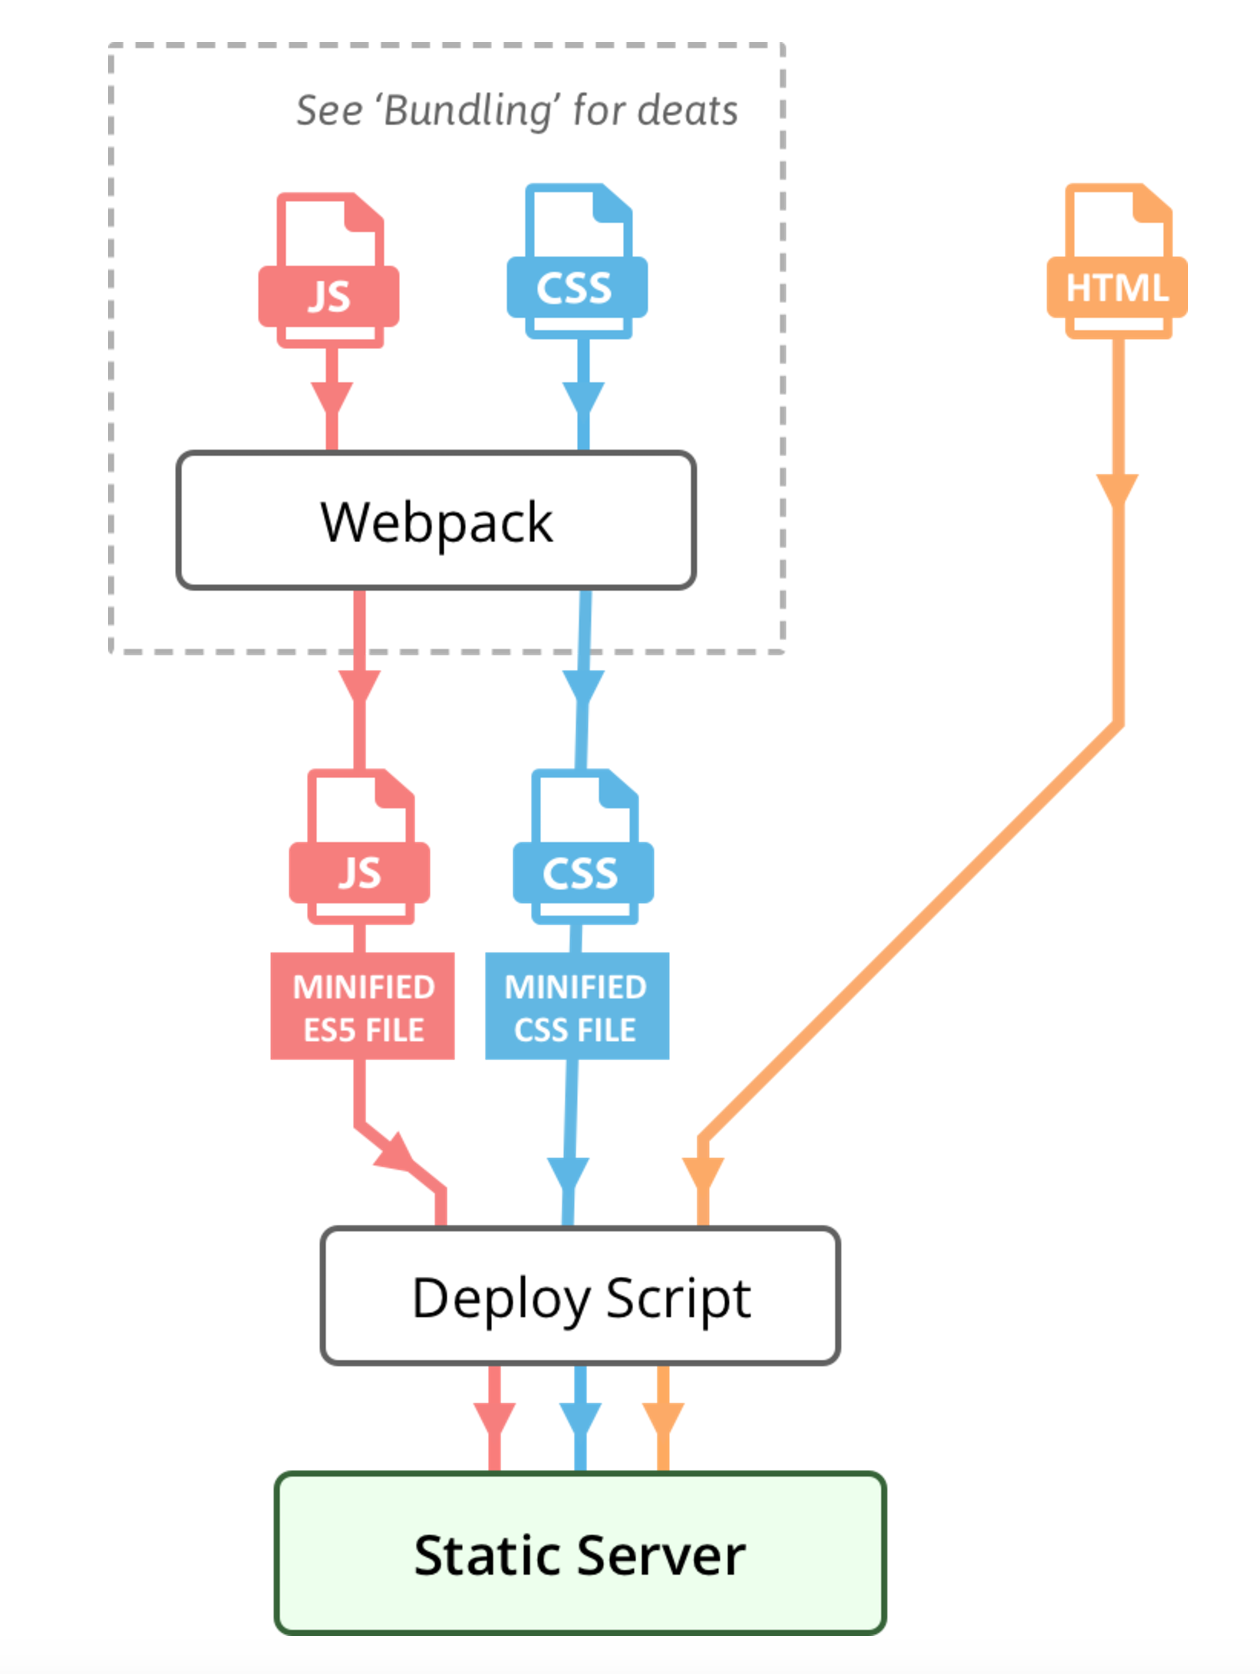 See ‘Bundling’ for deats
JS
CSS
HTML
Webpack
JS
CSS
MINIFIED
ES5 FILE
MINIFIED
CSS FILE
Deploy Script
Static Server